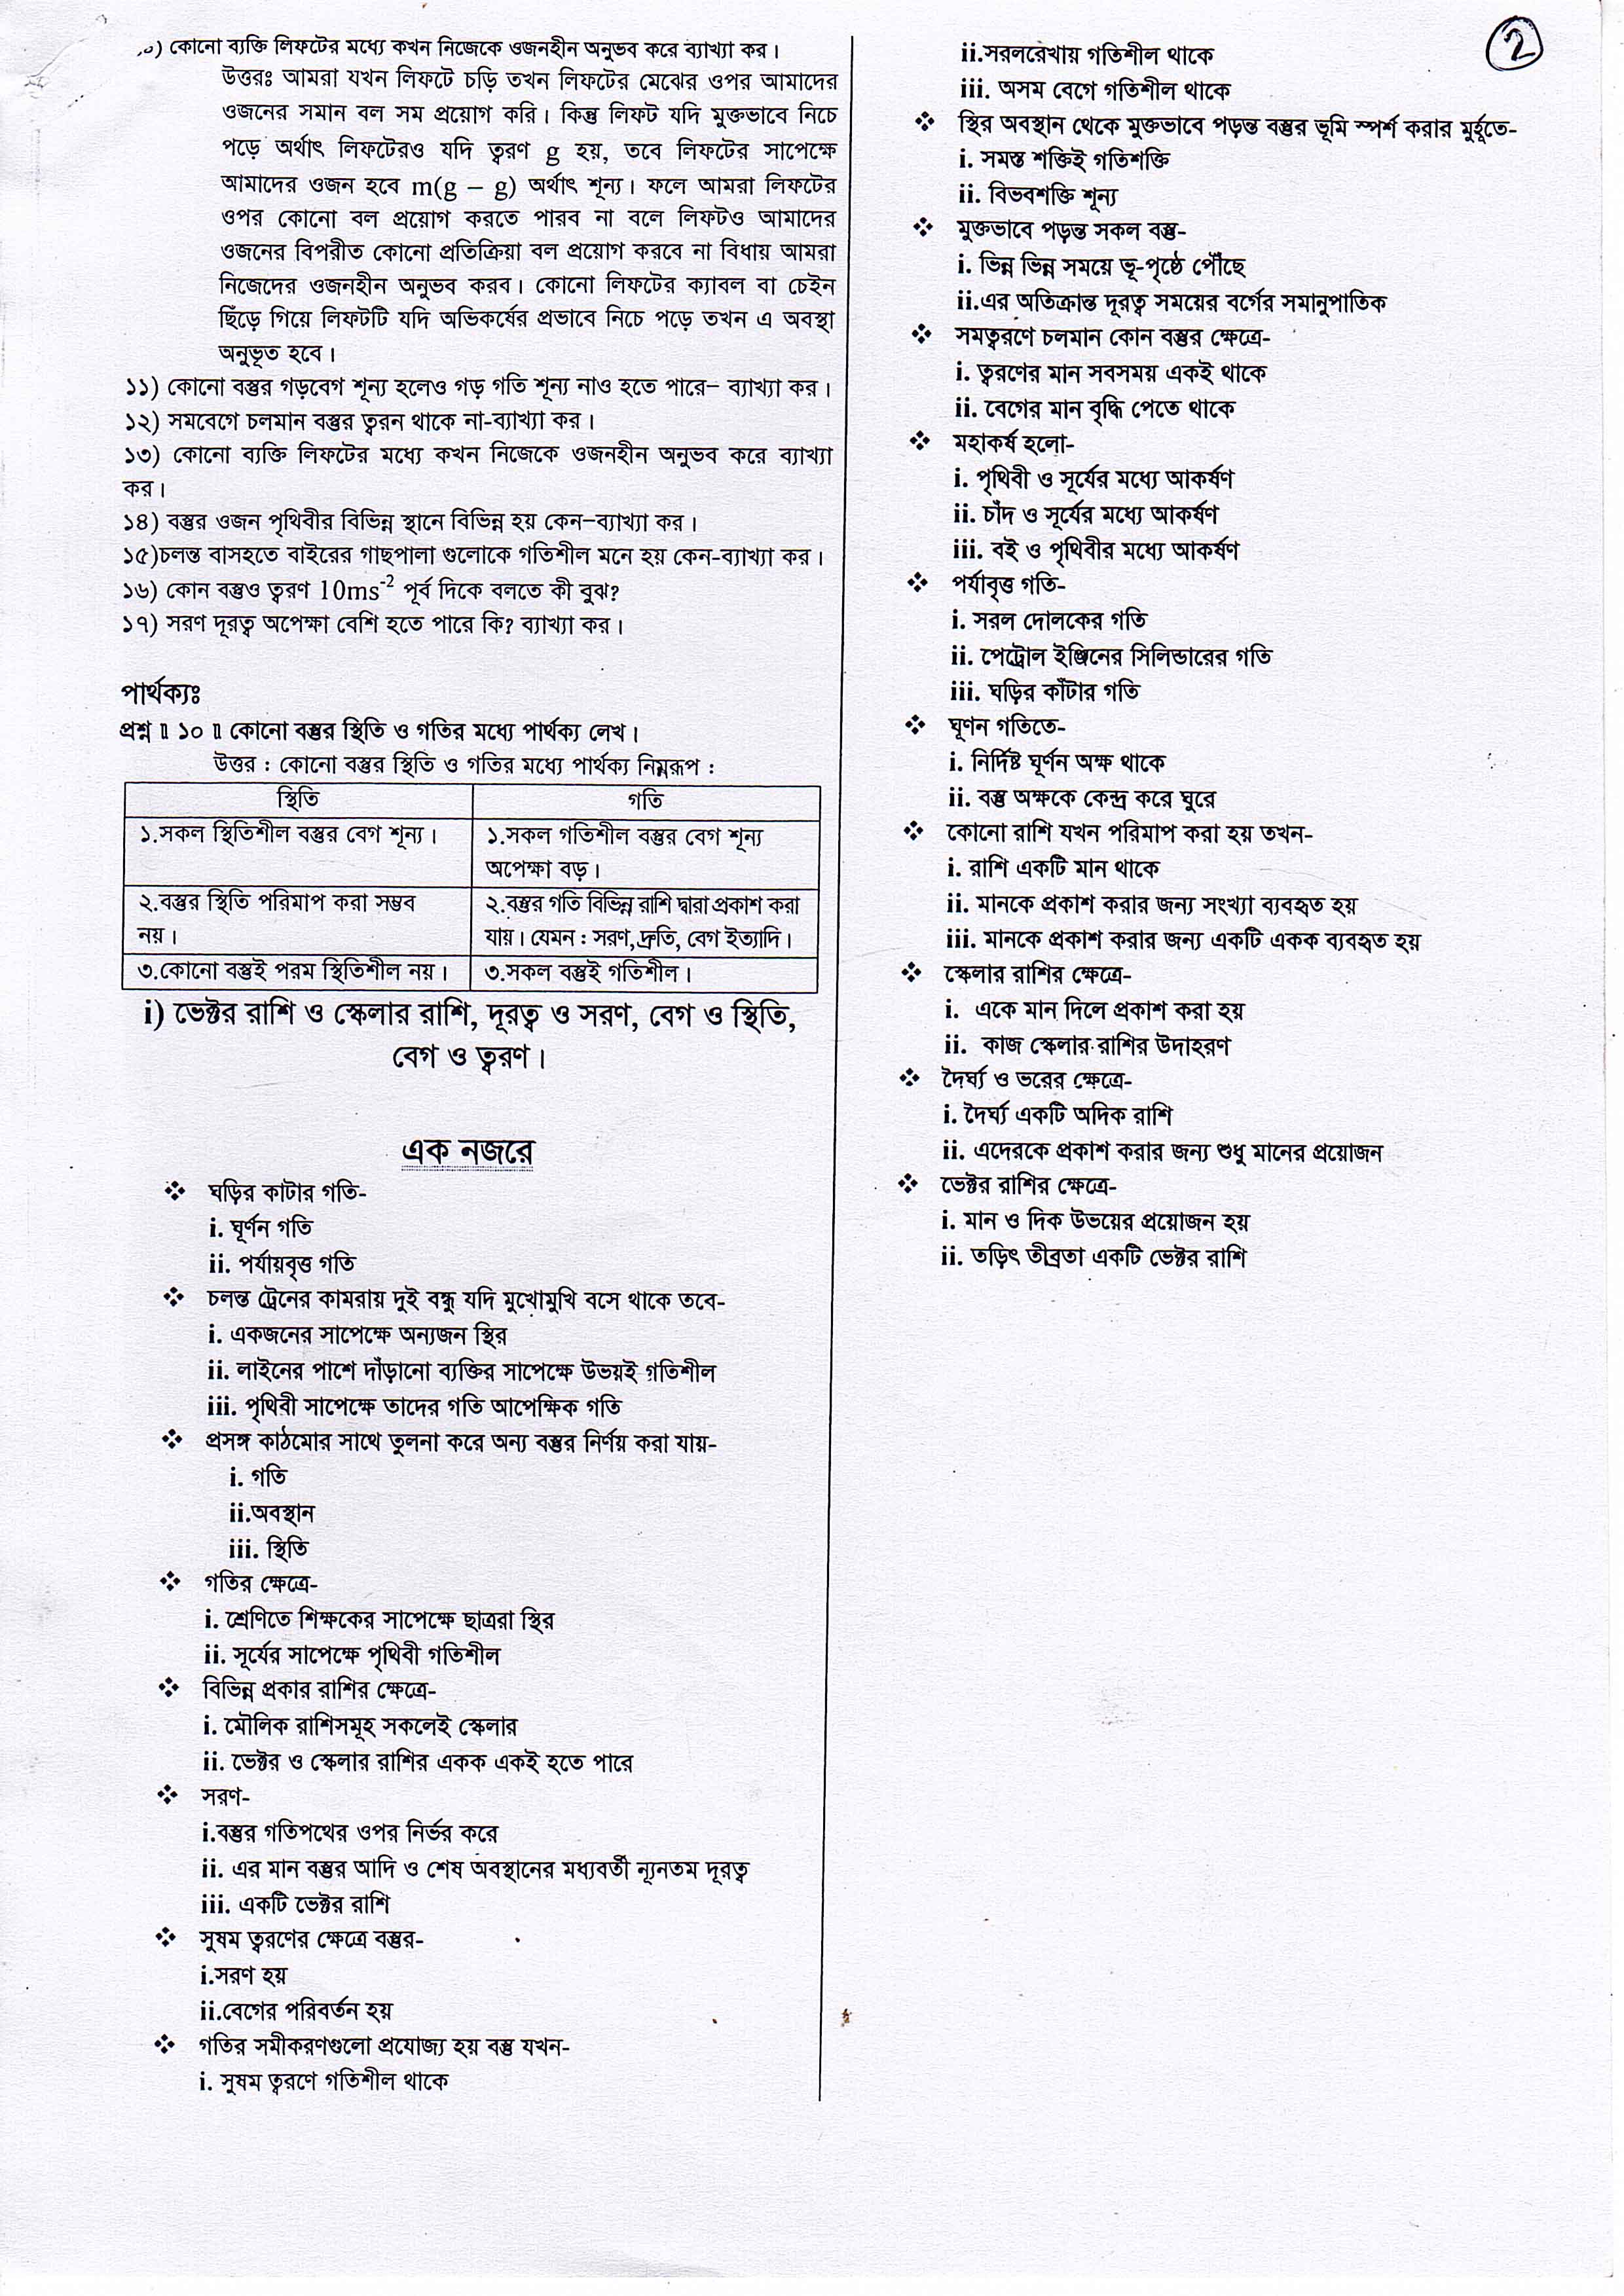 ০) কোনো ব্যক্তি লিফটের মধ্যে কখন নিজেকে ওজনহীন অনুভব করে ব্যাখ্যা কর।
উত্তরঃ আমরা যখন লিফটে চড়ি তখন লিফটের মেঝের ওপর আমাদের
ওজনের সমান বল সম প্রয়োগ করি। কিন্তু লিফট যদি মুক্তভাবে নিচে
পড়ে অর্থাৎ লিফটেরও যদি ত্বরণ g হয়, তবে লিফটের সাপেক্ষে
আমাদের ওজন হবে m(g – g) অর্থাৎ শূন্য। ফলে আমরা লিফটের
ওপর কোনো বল প্রয়োগ করতে পারব না বলে লিফটও আমাদের
ওজনের বিপরীত কোনো প্রতিক্রিয়া বল প্রয়োগ করবে না বিধায় আমরা
নিজেদের ওজনহীন অনুভব করব। কোনো লিফটের ক্যাবল বা চেইন
ছিঁড়ে গিয়ে লিফটটি যদি অভিকর্ষের প্রভাবে নিচে পড়ে তখন এ অবস্থা
অনুভূত হবে।
১১) কোনো বস্তুর গড়বেগ শূন্য হলেও গড় গতি শূন্য নাও হতে পারে– ব্যাখ্যা কর।
১২) সমবেগে চলমান বস্তুর ত্বরন থাকে না-ব্যাখ্যা কর।
১৩) কোনো ব্যক্তি লিফটের মধ্যে কখন নিজেকে ওজনহীন অনুভব করে ব্যাখ্যা
কর।
১৪) বস্তুর ওজন পৃথিবীর বিভিন্ন স্থানে বিভিন্ন হয় কেন–ব্যাখ্যা কর।
১৫)চলন্ত বাসহতে বাইরের গাছপালা গুলোকে গতিশীল মনে হয় কেন-ব্যাখ্যা কর।
১৬) কোন বস্তুও ত্বরণ 10ms⁻² পূর্ব দিকে বলতে কী বুঝ?
১৭) সরণ দূরত্ব অপেক্ষা বেশি হতে পারে কি? ব্যাখ্যা কর।
পার্থক্যঃ
প্রশ্ন ॥ ১০ ॥ কোনো বস্তুর স্থিতি ও গতির মধ্যে পার্থক্য লেখ।
উত্তর : কোনো বস্তুর স্থিতি ও গতির মধ্যে পার্থক্য নিম্নরূপ :
স্থিতি গতি
১.সকল স্থিতিশীল বস্তুর বেগ শূন্য। ১.সকল গতিশীল বস্তুর বেগ শূন্য
অপেক্ষা বড়।
২.বস্তুর স্থিতি পরিমাপ করা সম্ভব ২.বস্তুর গতি বিভিন্ন রাশি দ্বারা প্রকাশ করা
নয়। যায়। যেমন : সরণ, দ্রুতি, বেগ ইত্যাদি।
৩.কোনো বস্তুই পরম স্থিতিশীল নয়। ৩.সকল বস্তুই গতিশীল।
i) ভেক্টর রাশি ও স্কেলার রাশি, দূরত্ব ও সরণ, বেগ ও স্থিতি,
বেগ ও ত্বরণ।
এক নজরে
❖ ঘড়ির কাটার গতি-
i. ঘূর্ণন গতি
ii. পর্যায়বৃত্ত গতি
❖ চলন্ত ট্রেনের কামরায় দুই বন্ধু যদি মুখোমুখি বসে থাকে তবে-
i. একজনের সাপেক্ষে অন্যজন স্থির
ii. লাইনের পাশে দাঁড়ানো ব্যক্তির সাপেক্ষে উভয়ই গতিশীল
iii. পৃথিবী সাপেক্ষে তাদের গতি আপেক্ষিক গতি
❖ প্রসঙ্গ কাঠমোর সাথে তুলনা করে অন্য বস্তুর নির্ণয় করা যায়-
i. গতি
ii.অবস্থান
iii. স্থিতি
❖ গতির ক্ষেত্রে-
i. শ্রেণিতে শিক্ষকের সাপেক্ষে ছাত্ররা স্থির
ii. সূর্যের সাপেক্ষে পৃথিবী গতিশীল
❖ বিভিন্ন প্রকার রাশির ক্ষেত্রে-
i. মৌলিক রাশিসমূহ সকলেই স্কেলার
ii. ভেক্টর ও স্কেলার রাশির একক একই হতে পারে
❖ সরণ-
i.বস্তুর গতিপথের ওপর নির্ভর করে
ii. এর মান বস্তুর আদি ও শেষ অবস্থানের মধ্যবর্তী ন্যূনতম দূরত্ব
iii. একটি ভেক্টর রাশি
❖ সুষম ত্বরণের ক্ষেত্রে বস্তুর-
i.সরণ হয়
ii.বেগের পরিবর্তন হয়
❖ গতির সমীকরণগুলো প্রযোজ্য হয় বস্তু যখন-
i. সুষম ত্বরণে গতিশীল থাকে
2
ii.সরলরেখায় গতিশীল থাকে
iii. অসম বেগে গতিশীল থাকে
❖ স্থির অবস্থান থেকে মুক্তভাবে পড়ন্ত বস্তুর ভূমি স্পর্শ করার মুর্হূতে-
i. সমস্ত শক্তিই গতিশক্তি
ii. বিভবশক্তি শূন্য
❖ মুক্তভাবে পড়ন্ত সকল বস্তু-
i. ভিন্ন ভিন্ন সময়ে ভূ-পৃষ্ঠে পৌঁছে
ii.এর অতিক্রান্ত দূরত্ব সময়ের বর্গের সমানুপাতিক
❖ সমত্বরণে চলমান কোন বস্তুর ক্ষেত্রে-
i. ত্বরণের মান সবসময় একই থাকে
ii. বেগের মান বৃদ্ধি পেতে থাকে
❖ মহাকর্ষ হলো-
i. পৃথিবী ও সূর্যের মধ্যে আকর্ষণ
ii. চাঁদ ও সূর্যের মধ্যে আকর্ষণ
iii. বই ও পৃথিবীর মধ্যে আকর্ষণ
❖ পর্যাবৃত্ত গতি-
i. সরল দোলকের গতি
ii. পেট্রোল ইঞ্জিনের সিলিন্ডারের গতি
iii. ঘড়ির কাঁটার গতি
❖ ঘূণন গতিতে-
i. নির্দিষ্ট ঘূর্ণন অক্ষ থাকে
ii. বস্তু অক্ষকে কেন্দ্র করে ঘুরে
❖ কোনো রাশি যখন পরিমাপ করা হয় তখন-
i. রাশি একটি মান থাকে
ii. মানকে প্রকাশ করার জন্য সংখ্যা ব্যবহৃত হয়
iii. মানকে প্রকাশ করার জন্য একটি একক ব্যবহৃত হয়
❖ স্কেলার রাশির ক্ষেত্রে-
i. একে মান দিলে প্রকাশ করা হয়
ii. কাজ স্কেলার রাশির উদাহরণ
❖ দৈর্ঘ্য ও ভরের ক্ষেত্রে-
i. দৈর্ঘ্য একটি অদিক রাশি
ii. এদেরকে প্রকাশ করার জন্য শুধু মানের প্রয়োজন
❖ ভেক্টর রাশির ক্ষেত্রে-
i. মান ও দিক উভয়ের প্রয়োজন হয়
ii. তড়িৎ তীব্রতা একটি ভেক্টর রাশি